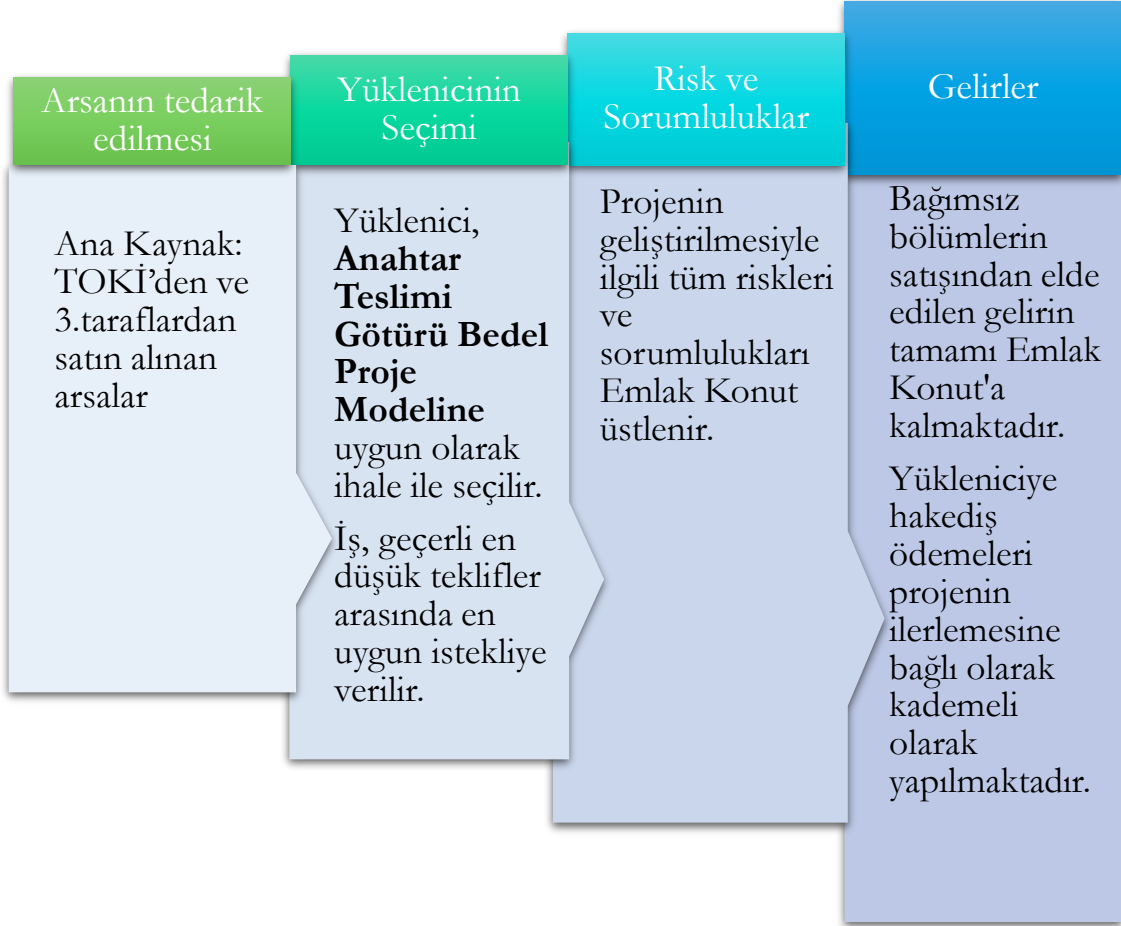 Arsanın tedarik
edilmesi
Ana Kaynak:
TOKİ’den ve
3.taraflardan
satın alınan
arsalar
Yüklenicinin
Seçimi
Yüklenici,
Anahtar
Teslimi
Götürü Bedel
Proje
Modeline
uygun olarak
ihale ile seçilir.
İş, geçerli en
düşük teklifler
arasında en
uygun istekliye
verilir.
Risk ve
Sorumluluklar
Projenin
geliştirilmesiyle
ilgili tüm riskleri
ve
sorumlulukları
Emlak Konut
üstlenir.
Gelirler
Bağımsız
bölümlerin
satışından elde
edilen gelirin
tamamı Emlak
Konut'a
kalmaktadır.
Yükleniciye
hakediş
ödemeleri
projenin
ilerlemesine
bağlı olarak
kademeli
olarak
yapılmaktadır.